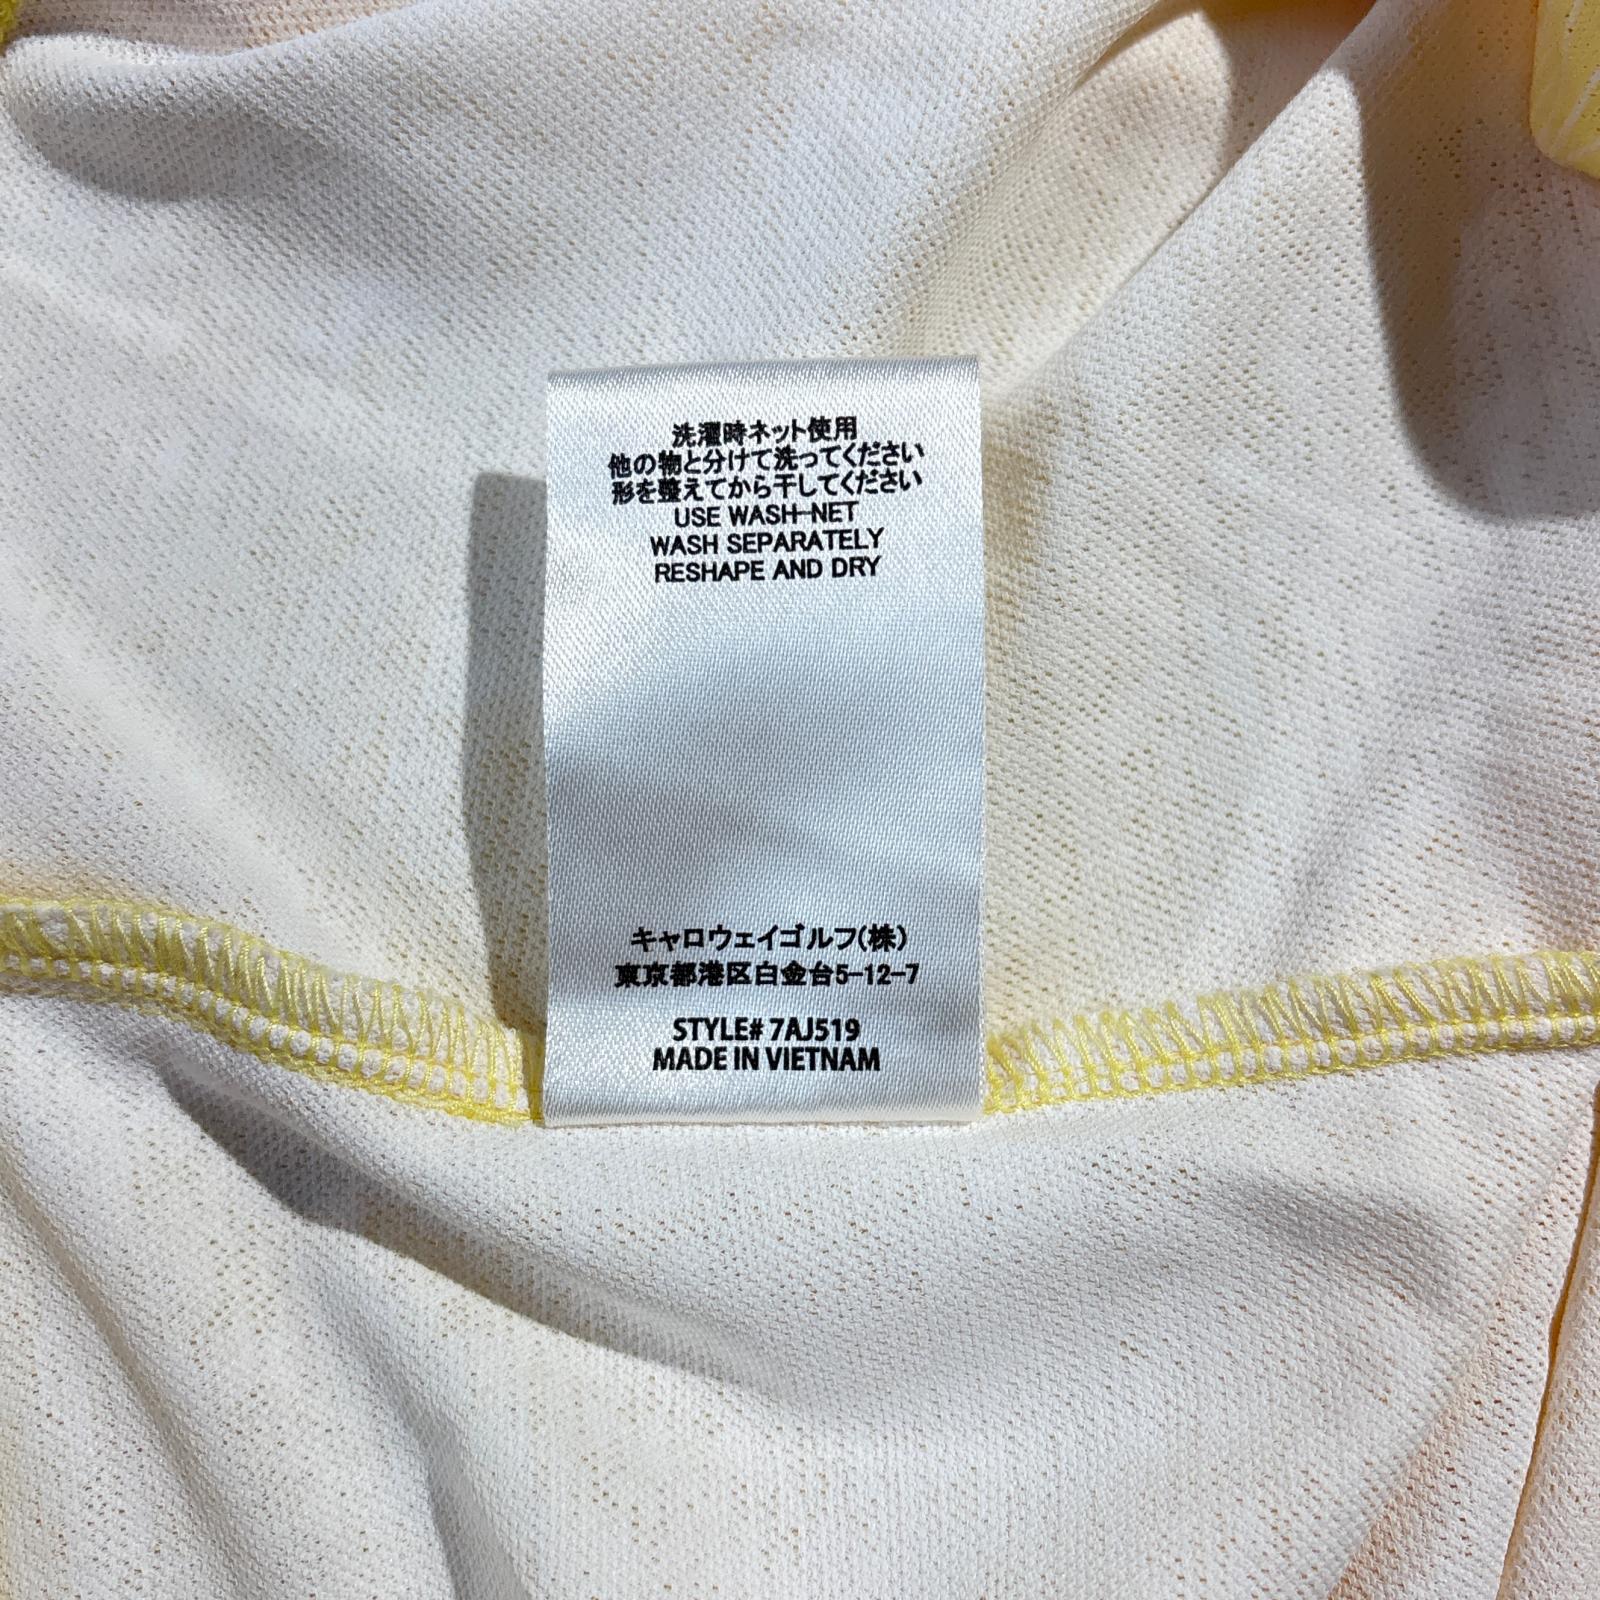 洗濯時ネット使用
他の物と分けて洗ってください
形を整えてから干してください
USE WASH-NET
WASH SEPARATELY
RESHAPE AND DRY
キャロウェイゴルフ(株)
東京都港区白金台5-12-7
STYLE# 7AJ519
MADE IN VIETNAM